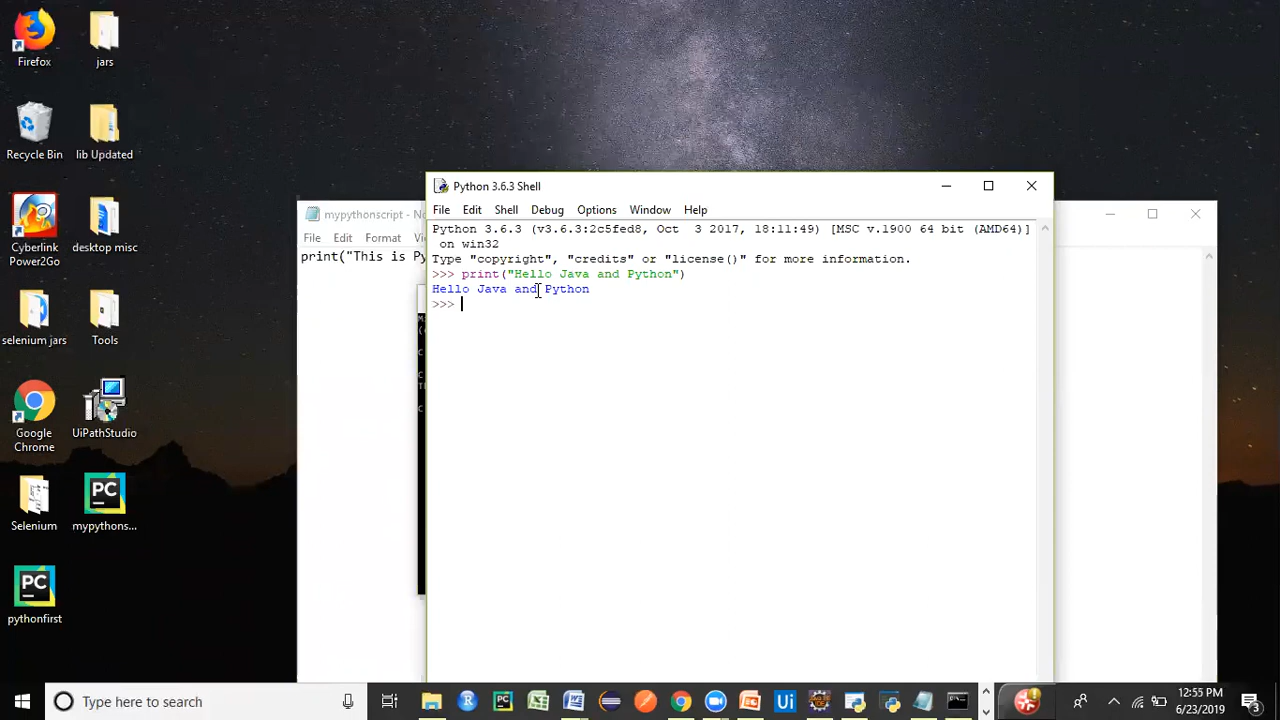 Firefox
jars
Recycle Bin
lib Updated
Cyberlink
Power2Go
desktop misc
selenium jars
Tools
Google
Chrome
UiPathStudio
Selenium
mypythons...
pythonfirst
mypythonscript - No
File Edit Format Vi
print("This is Py
Python 3.6.3 Shell
File Edit Shell Debug Options Window Help
Python 3.6.3 (v3.6.3:2c5fed8, Oct 3 2017, 18:11:49) [MSC v.1900 64 bit (AMD64)]
on win32
Type "copyright", "credits" or "license()" for more information.
>>> print("Hello Java and Python")
Hello Java and Python
>>>
Type here to search
12:55 PM
6/23/2019